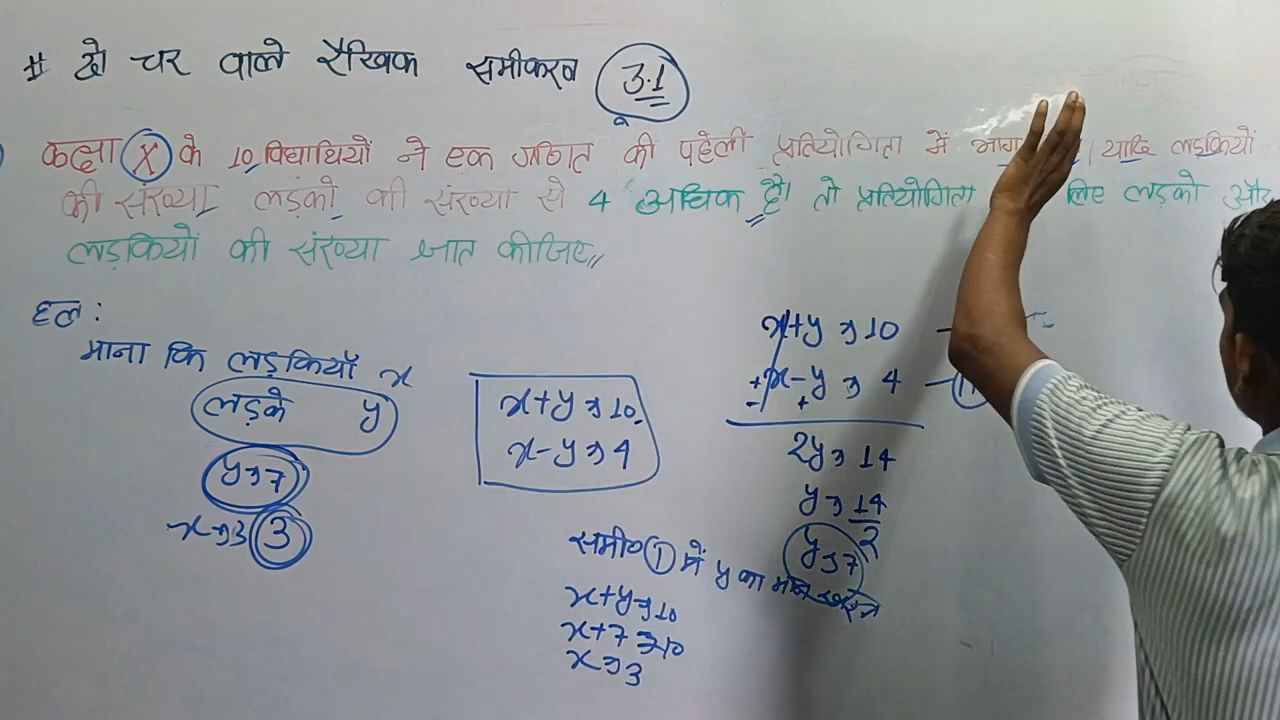 # दो चर वाले रैखिक समीकरण 3.1
कक्षा X के 10 विद्यार्थियों ने एक गणित की पहेली प्रतियोगिता में भाग । यदि लड़कियों
की संख्या लड़को की संख्या से 4 अधिक है। तो प्रतियोगिता लिए लड़को और
लड़कियों की संख्या ज्ञात कीजिए,,
हल :
माना कि लड़कियाँ x
लड़के y
y = 7
x = 3 3
x+y = 10
x-y = 4
x+y = 10 -
+x-y = 4 - 11
- +
2y = 14
y = 14/2
y = 7
समी० 1 में y का मान
x+y = 10
x+7 = 10
x = 3